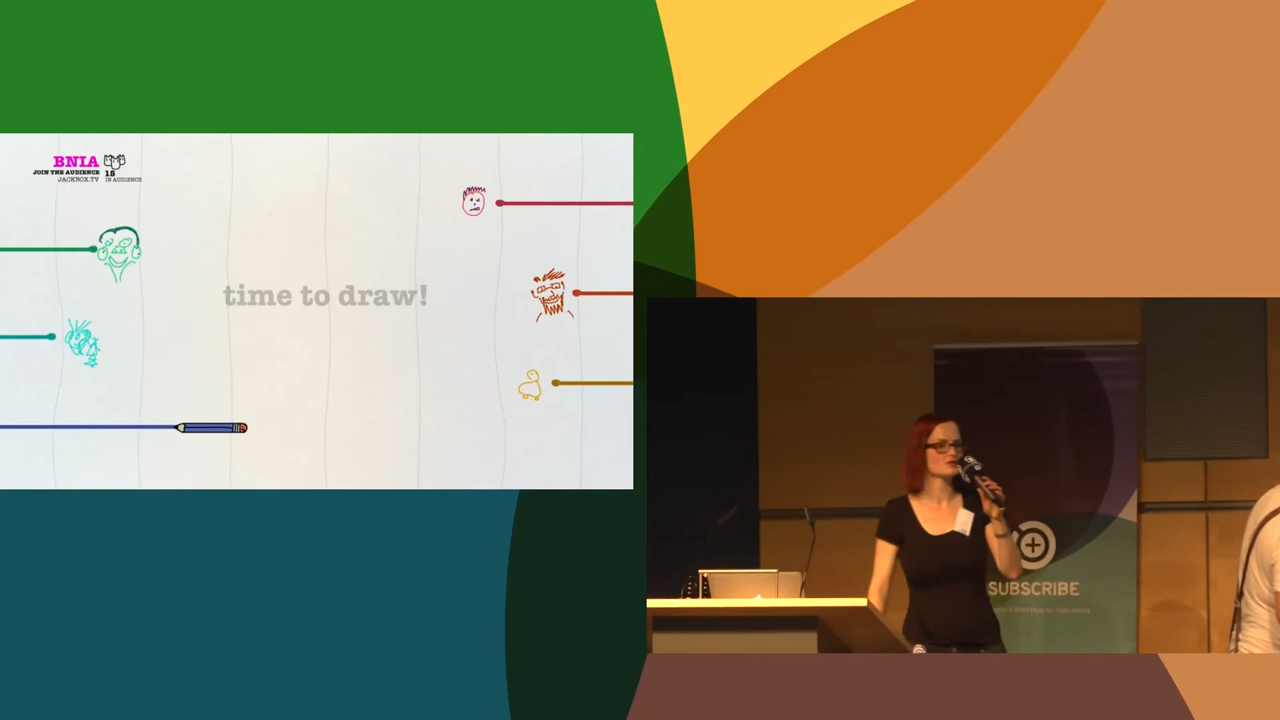 BNIA
JOIN THE AUDIENCE
JACKBOX.TV
15
IN AUDIENCE
time to draw!
SUBSCRIBE